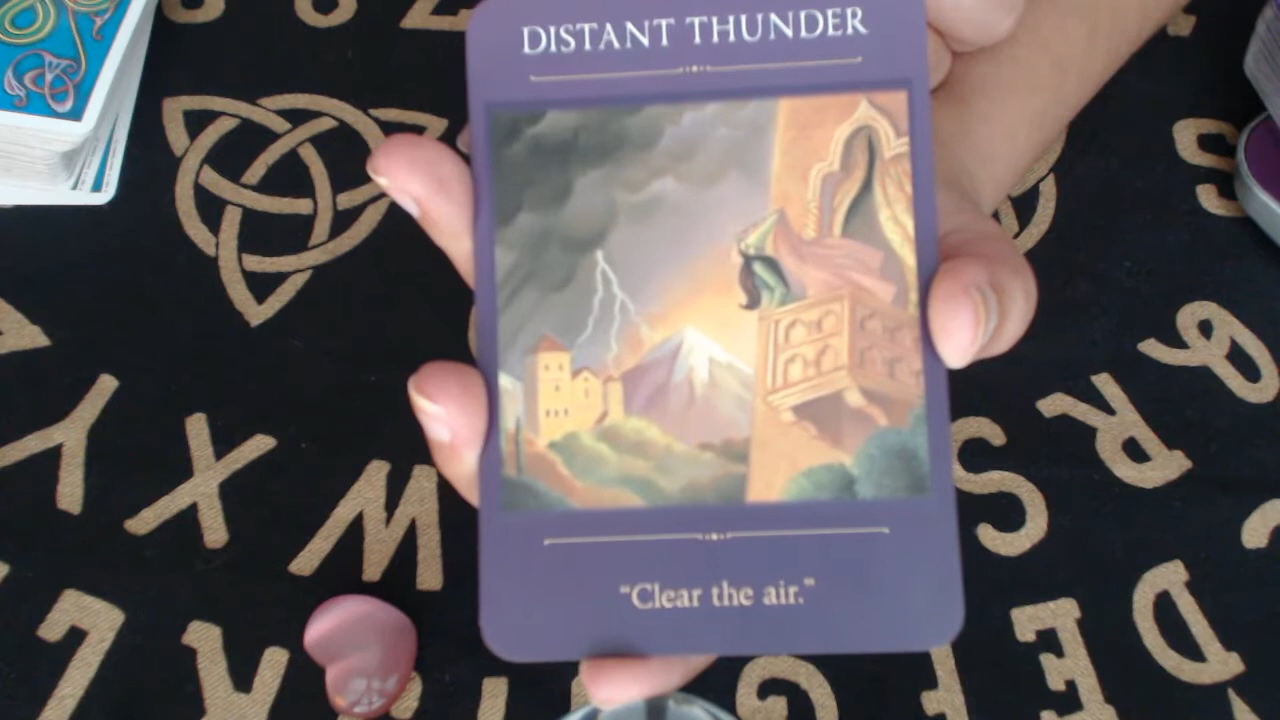 DISTANT THUNDER
"Clear the air."
Y X W
S R Q
D
E
F
G
S